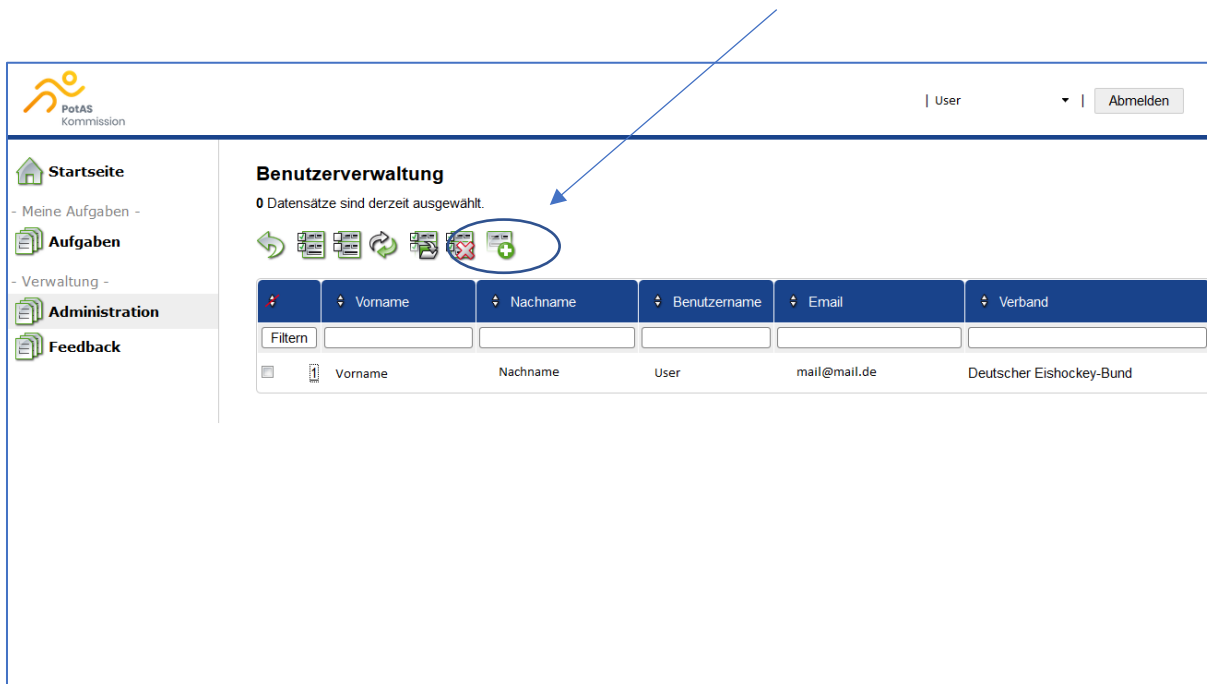 PotAS
Kommission
| User ▾ | Abmelden
Startseite
- Meine Aufgaben -
Aufgaben
- Verwaltung -
Administration
Feedback
Benutzerverwaltung
0 Datensätze sind derzeit ausgewählt.
Vorname Nachname Benutzername Email Verband
Filtern
1 Vorname Nachname User mail@mail.de Deutscher Eishockey-Bund